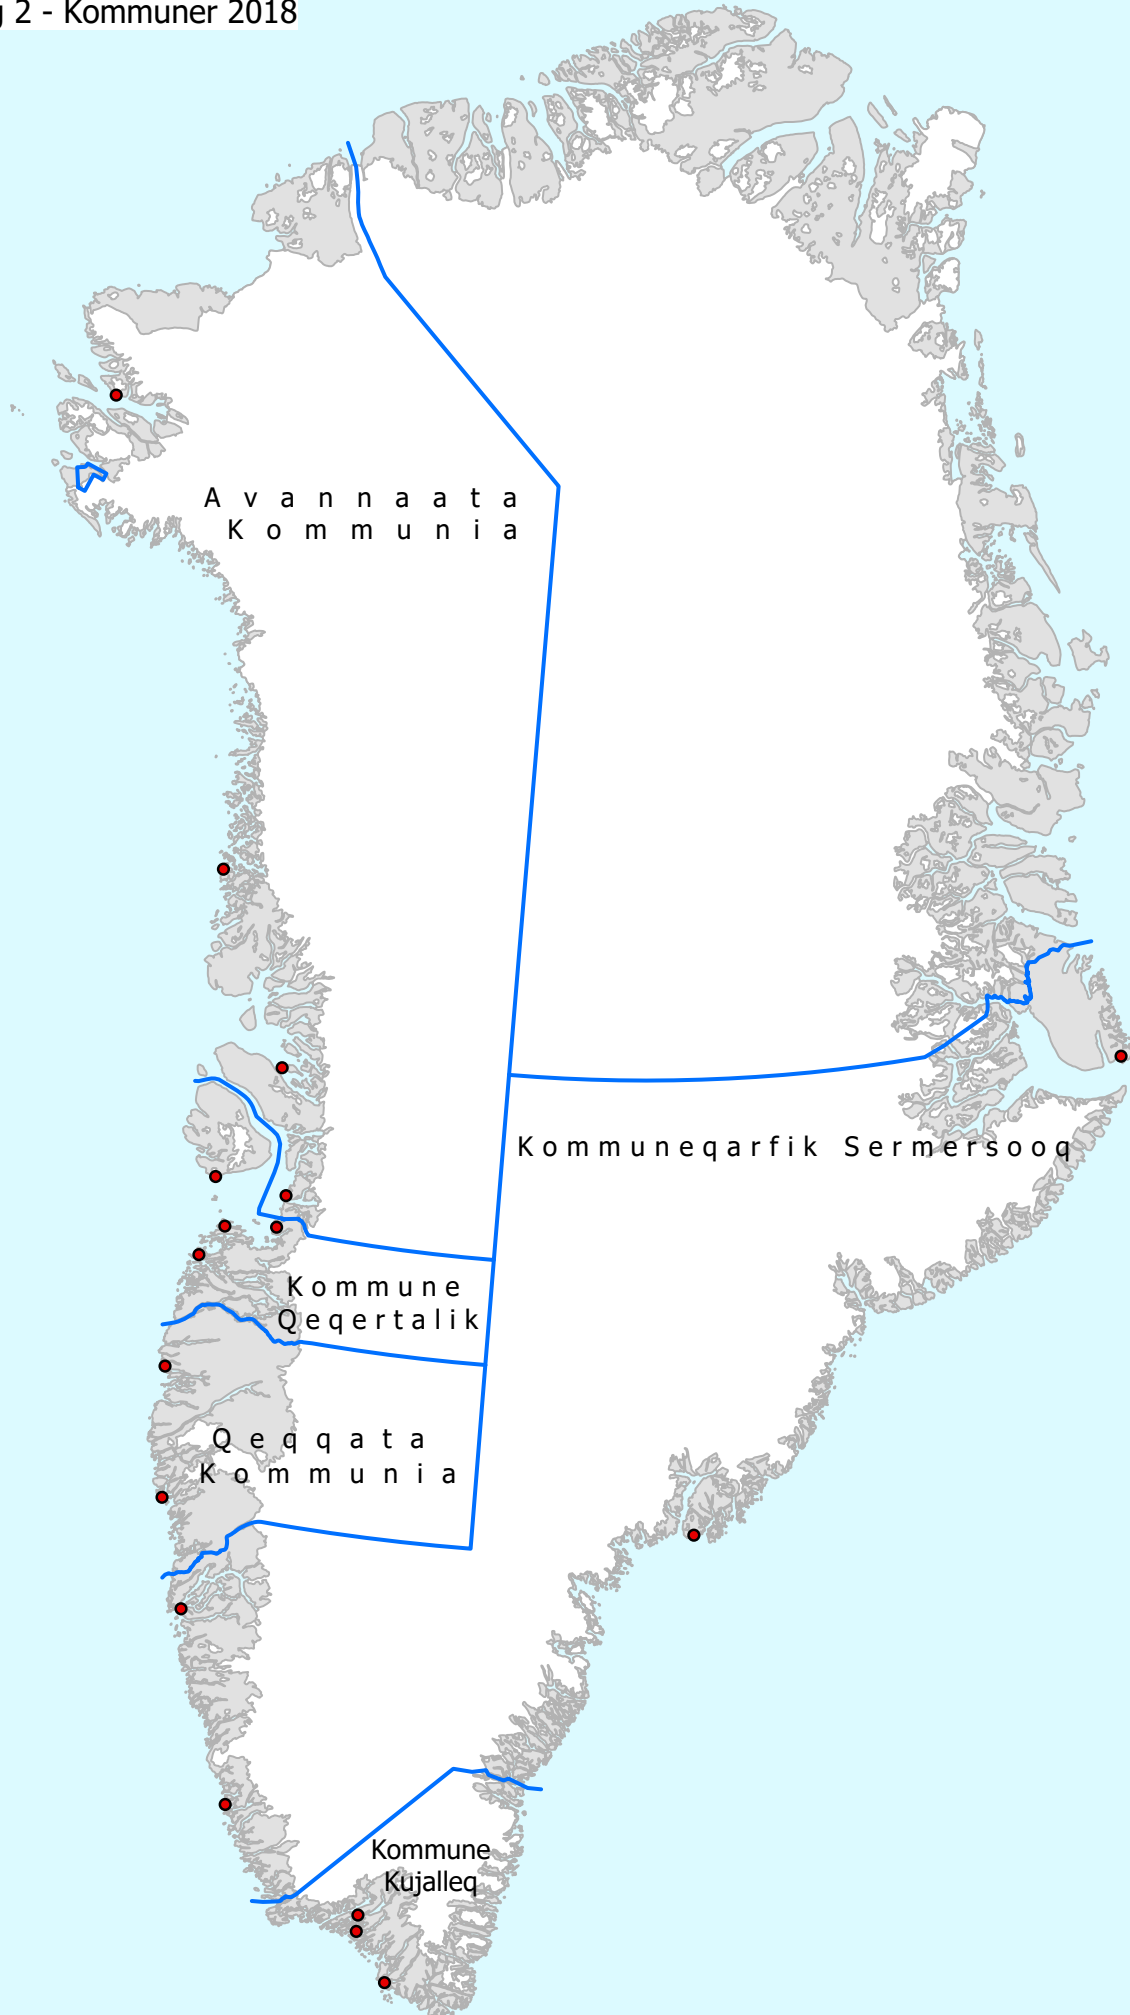 2 - Kommuner 2018
Avannaata
Kommunia
Kommuneqarfik Sermersooq
Kommune
Qeqertalik
Qeqqata
Kommunia
Kommune
Kujalleq